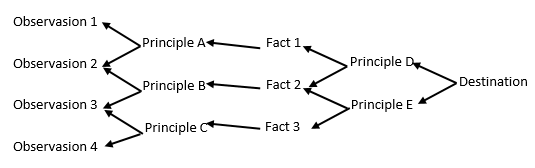 Observasion 1
Principle A
Fact 1
Observasion 2
Principle D
Destination
Principle B
Fact 2
Observasion 3
Principle E
Principle C
Fact 3
Observasion 4